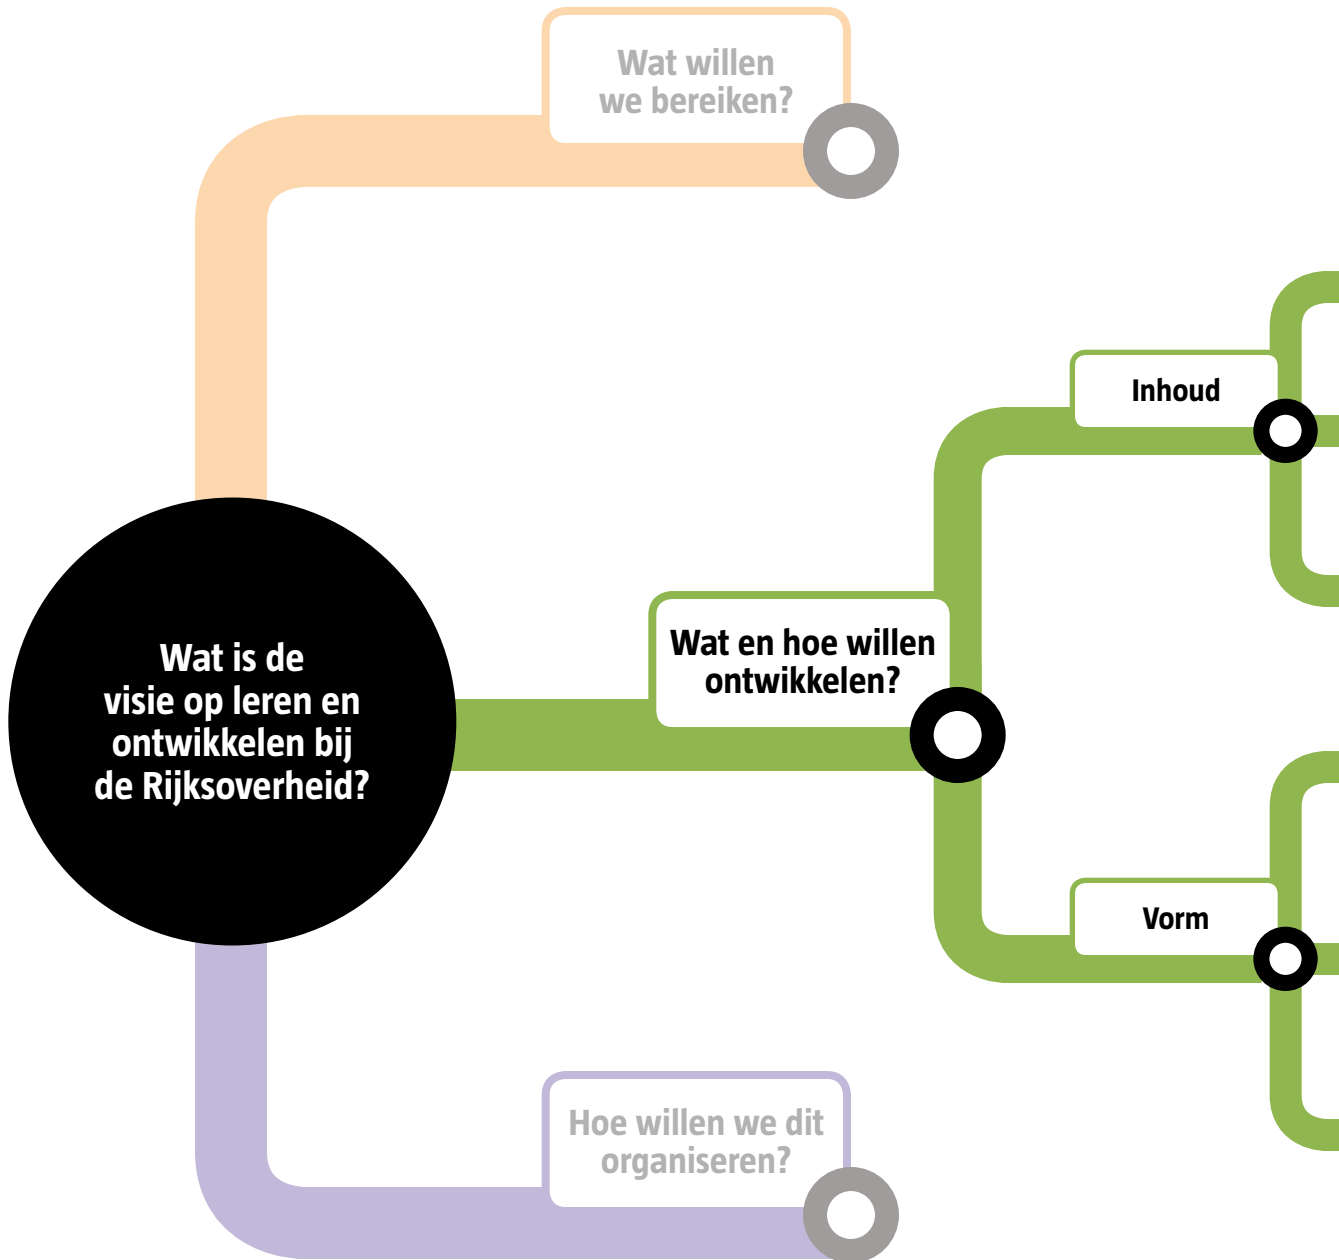 Wat willen
we bereiken?
Inhoud
Wat en hoe willen
ontwikkelen?
Wat is de
visie op leren en
ontwikkelen bij
de Rijksoverheid?
Vorm
Hoe willen we dit
organiseren?